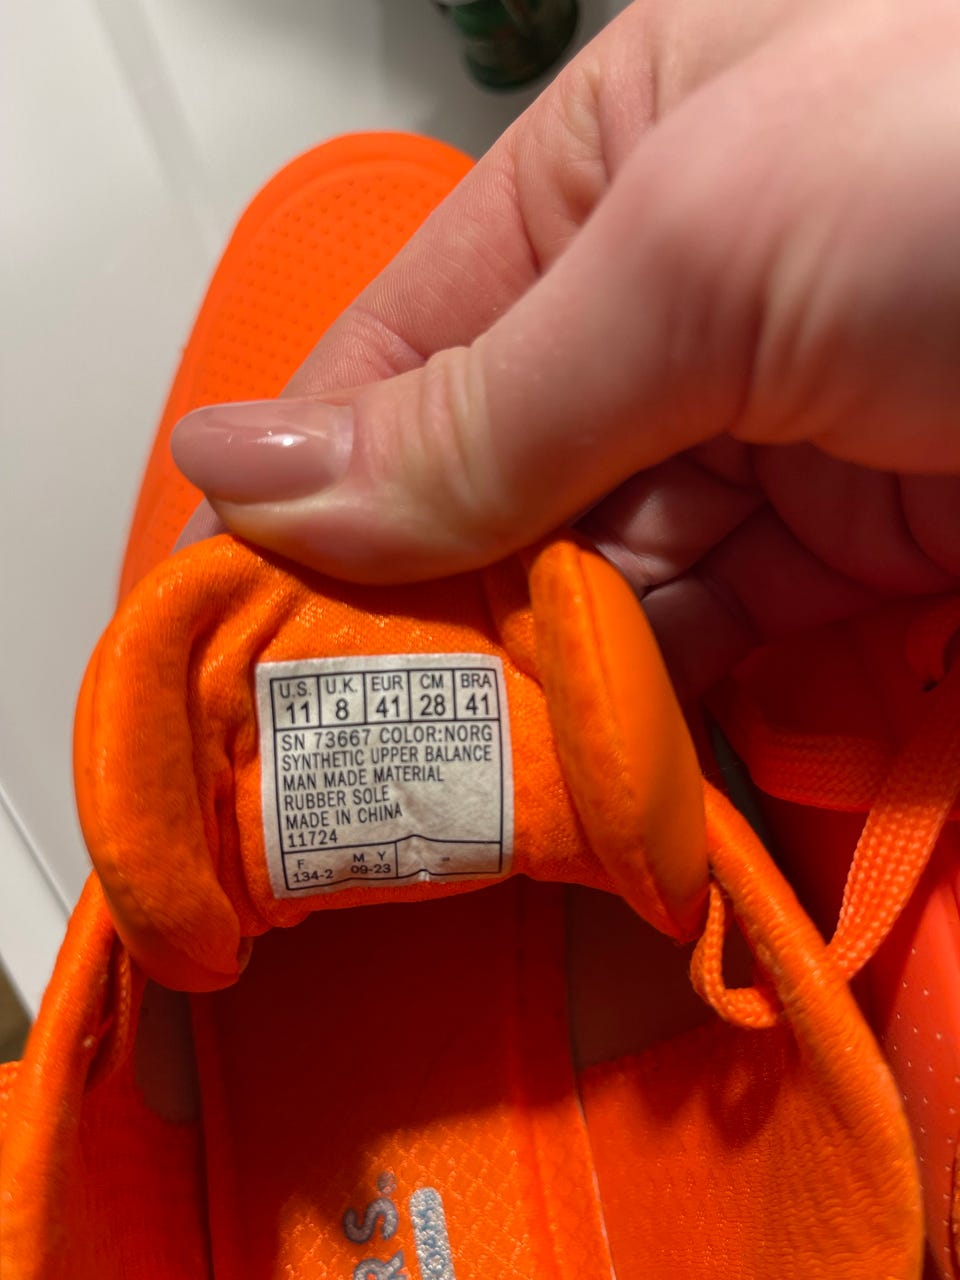 U.S. U.K. EUR CM BRA
11 8 41 28 41
SN 73667 COLOR:NORG
SYNTHETIC UPPER BALANCE
MAN MADE MATERIAL
RUBBER SOLE
MADE IN CHINA
11724
F M Y
134-2 09-23 -